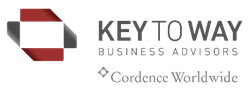 KEY TO WAY
BUSINESS ADVISORS
Cordence Worldwide